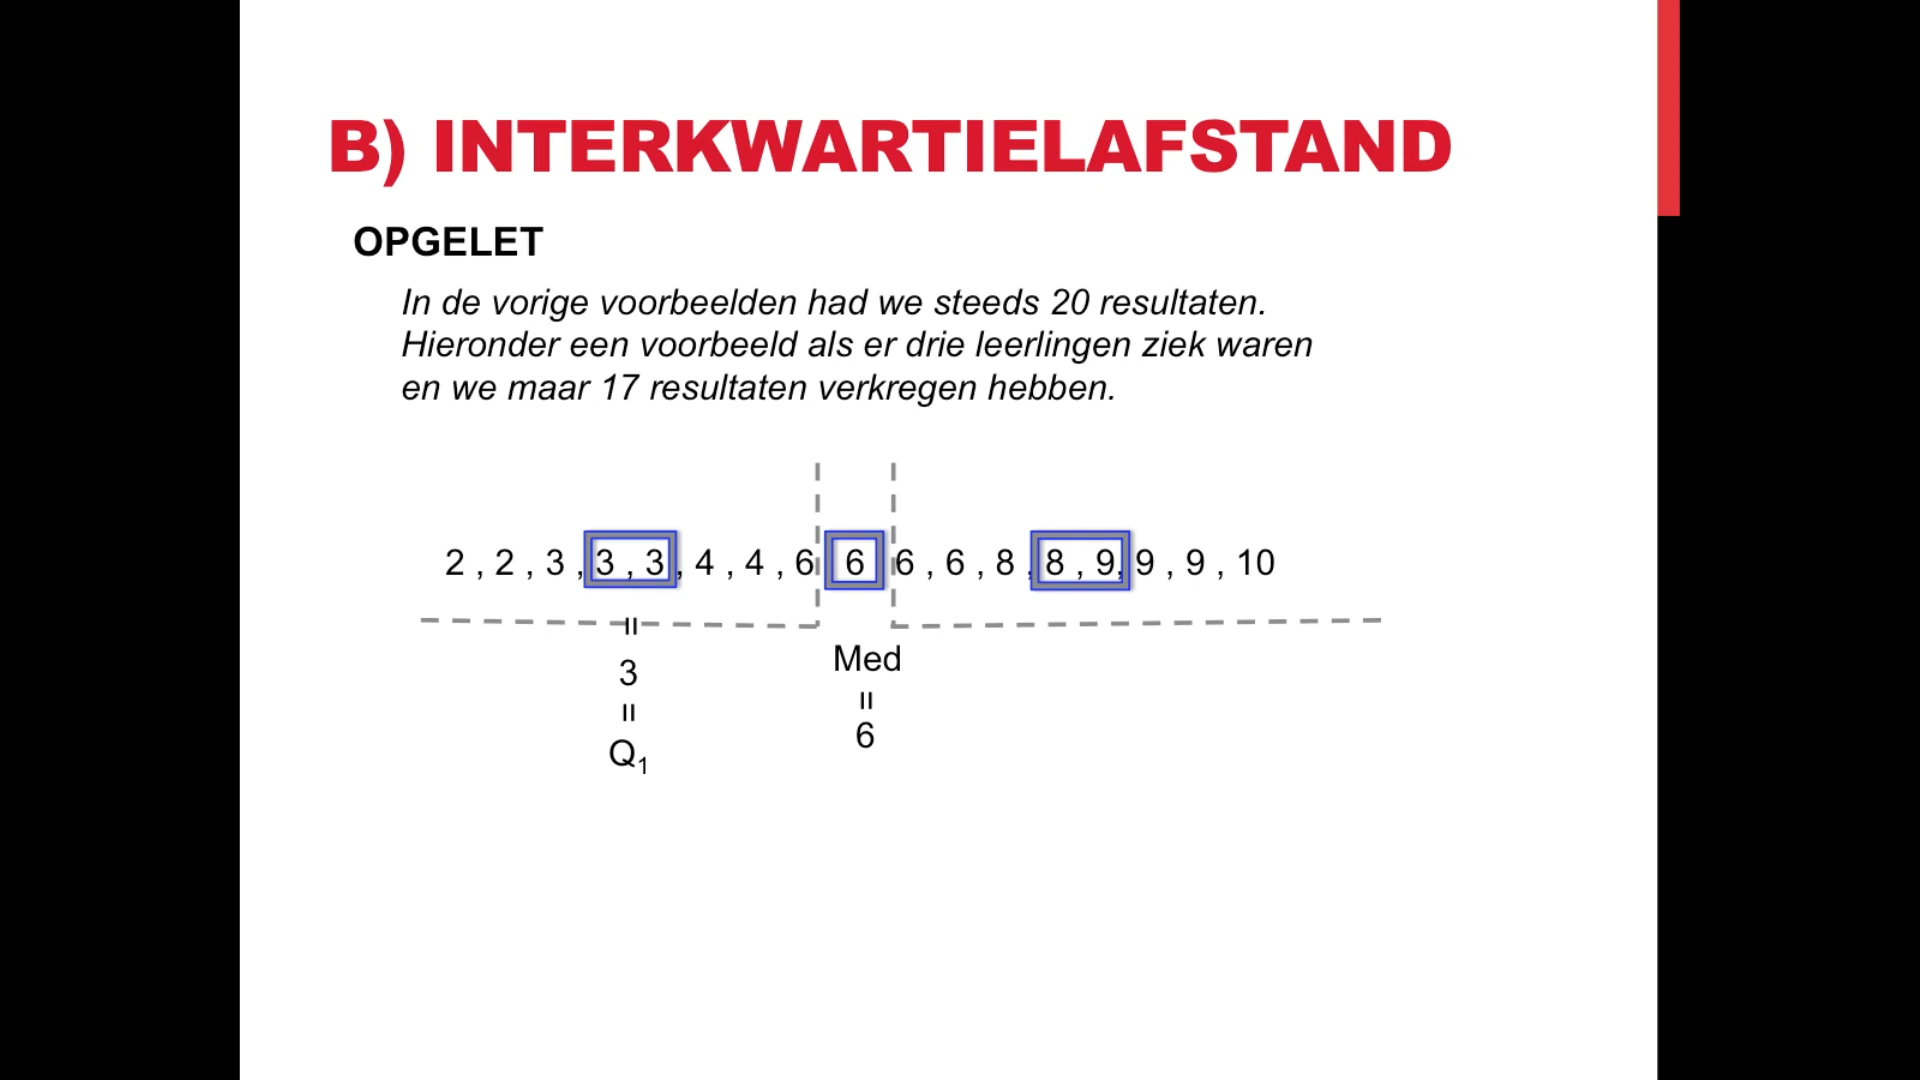 B) INTERKWARTIELAFSTAND
OPGELET
In de vorige voorbeelden had we steeds 20 resultaten.
Hieronder een voorbeeld als er drie leerlingen ziek waren
en we maar 17 resultaten verkregen hebben.
2 , 2 , 3 , 3 , 3 , 4 , 4 , 6 6 6 , 6 , 8 , 8 , 9, 9 , 9 , 10
=
3
=
Q₁
Med
=
6